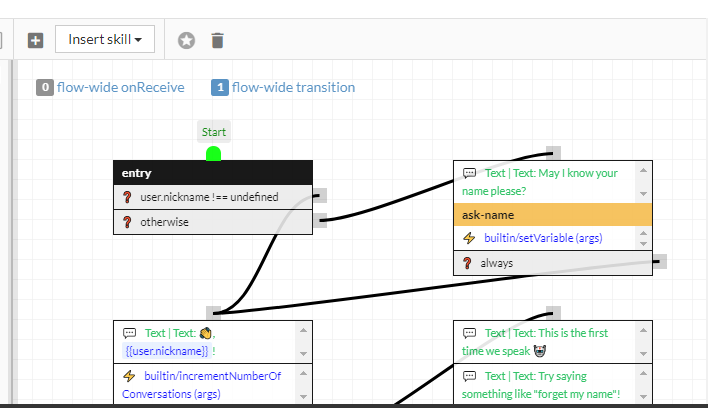 Insert skill
0 flow-wide onReceive 1 flow-wide transition
Start
entry
user.nickname !== undefined
otherwise
Text | Text: May I know your
name please?
ask-name
builtin/setVariable (args)
always
Text | Text: 👏,
{{user.nickname}} !
builtin/incrementNumberOf
Conversations (args)
Text | Text: This is the first
time we speak
Text | Text: Try saying
something like "forget my name"!